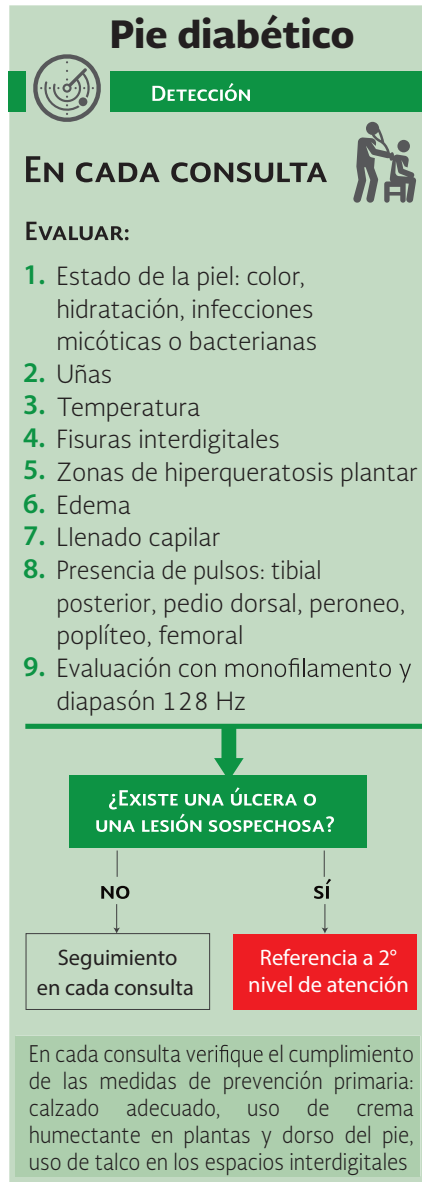 Pie diabético
DETECCIÓN
EN CADA CONSULTA
EVALUAR:
1. Estado de la piel: color,
hidratación, infecciones
micóticas o bacterianas
2. Uñas
3. Temperatura
4. Fisuras interdigitales
5. Zonas de hiperqueratosis plantar
6. Edema
7. Llenado capilar
8. Presencia de pulsos: tibial
posterior, pedio dorsal, peroneo,
poplíteo, femoral
9. Evaluación con monofilamento y
diapasón 128 Hz
¿EXISTE UNA ÚLCERA O
UNA LESIÓN SOSPECHOSA?
NO
SÍ
Seguimiento
en cada consulta
Referencia a 2°
nivel de atención
En cada consulta verifique el cumplimiento
de las medidas de prevención primaria:
calzado adecuado, uso de crema
humectante en plantas y dorso del pie,
uso de talco en los espacios interdigitales